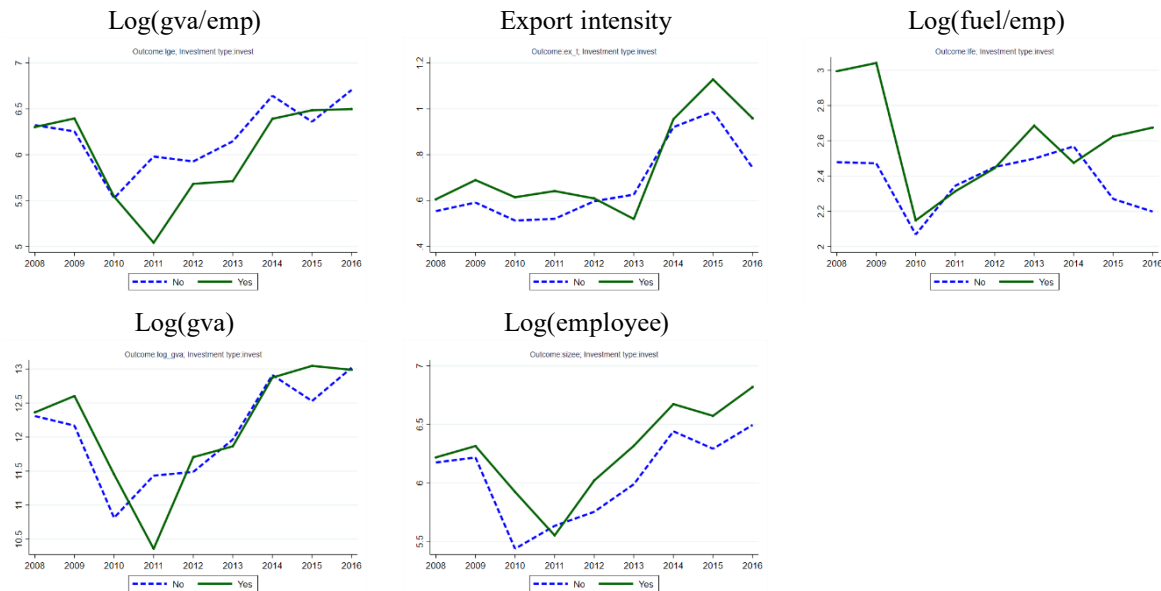 Log(gva/emp)
Outcome:lge, Investment type:invest
7
6.5
6
5.5
5
2008 2009 2010 2011 2012 2013 2014 2015 2016
No Yes
Export intensity
Outcome:ex_t, Investment type:invest
1.2
1
.8
.6
.4
2008 2009 2010 2011 2012 2013 2014 2015 2016
No Yes
Log(fuel/emp)
Outcome:lfe, Investment type:invest
3
2.8
2.6
2.4
2.2
2
2008 2009 2010 2011 2012 2013 2014 2015 2016
No Yes
Log(gva)
Outcome:log_gva, Investment type:invest
13
12.5
12
11.5
11
10.5
2008 2009 2010 2011 2012 2013 2014 2015 2016
No Yes
Log(employee)
Outcome:sizee, Investment type:invest
7
6.5
6
5.5
2008 2009 2010 2011 2012 2013 2014 2015 2016
No Yes